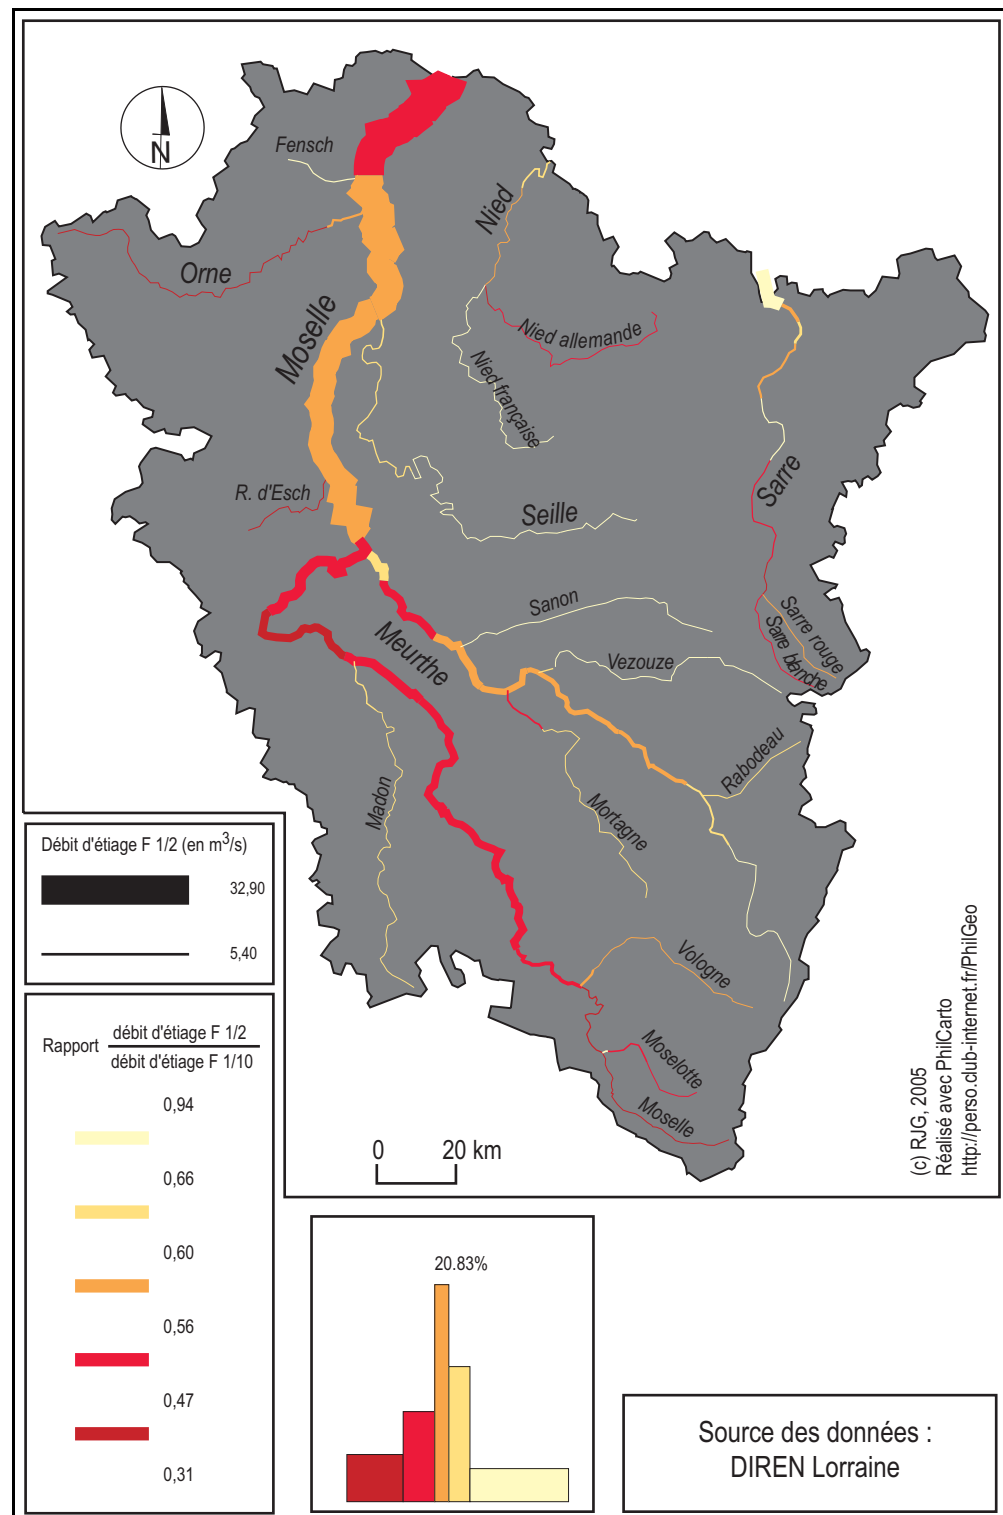 N
Fensch
Nied
Orne
Moselle
Nied allemande
Nied française
Sarre
R. d'Esch
Seille
Sanon
Sarre rouge
Sarre blanche
Meurthe
Vezouze
Rabodeau
Madon
Mortagne
Vologne
Moselotte
Moselle
0 20 km
(c) RJG, 2005
Réalisé avec PhilCarto
http://perso.club-internet.fr/PhilGeo
Débit d'étiage F 1/2 (en m³/s)
32,90
5,40
Rapport
débit d'étiage F 1/2
débit d'étiage F 1/10
0,94
0,66
0,60
0,56
0,47
0,31
20.83%
Source des données :
DIREN Lorraine